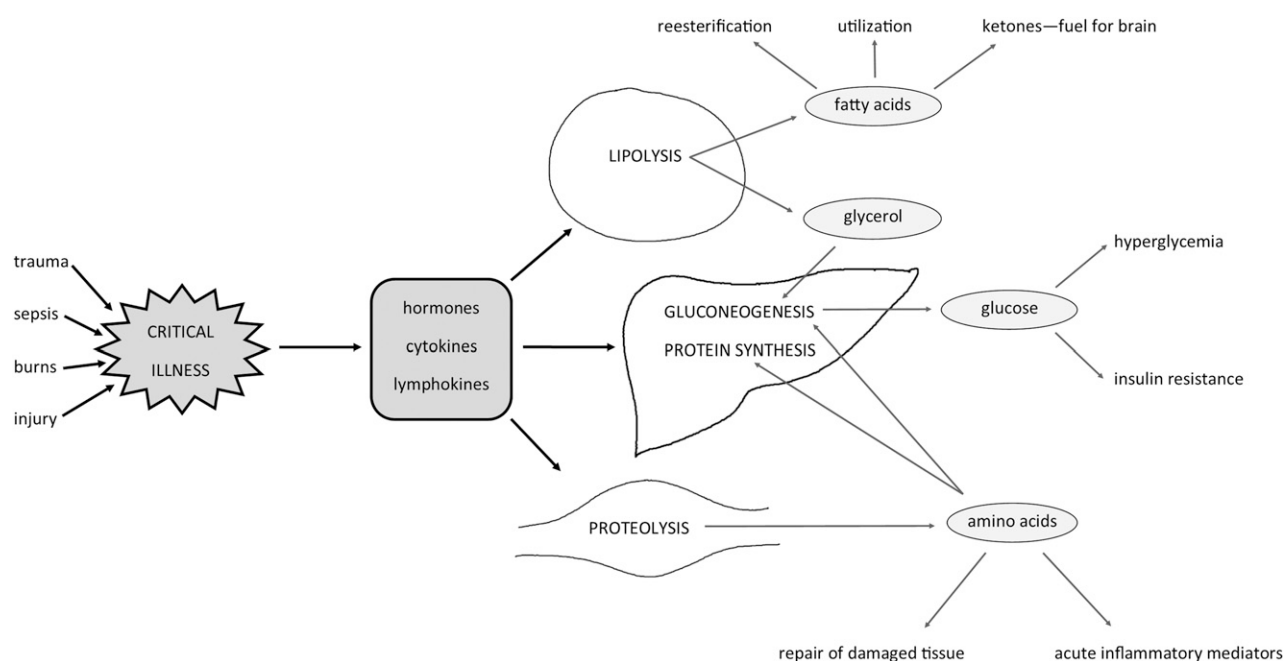 reesterification
utilization
ketones—fuel for brain
fatty acids
LIPOLYSIS
glycerol
trauma
sepsis
burns
injury
CRITICAL
ILLNESS
hormones
cytokines
lymphokines
GLUCONEOGENESIS
PROTEIN SYNTHESIS
glucose
hyperglycemia
insulin resistance
PROTEOLYSIS
amino acids
repair of damaged tissue
acute inflammatory mediators